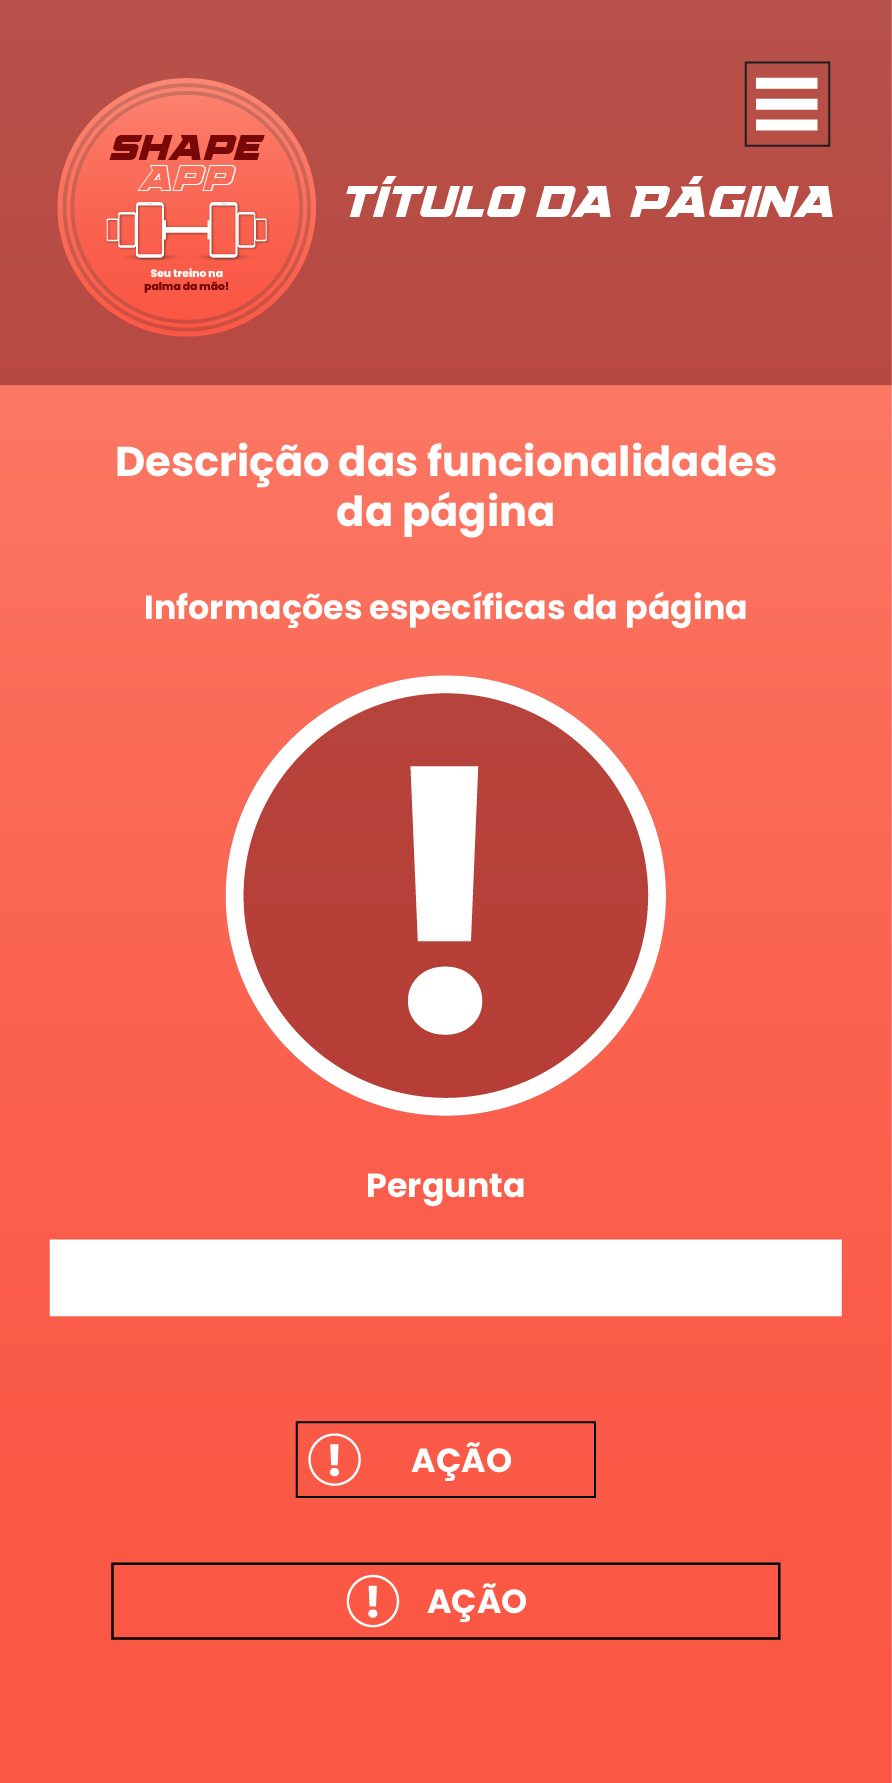 SHAPE
APP
Seu treino na
palma da mão!
TÍTULO DA PÁGINA
Descrição das funcionalidades
da página
Informações específicas da página
!
Pergunta
! AÇÃO
! AÇÃO